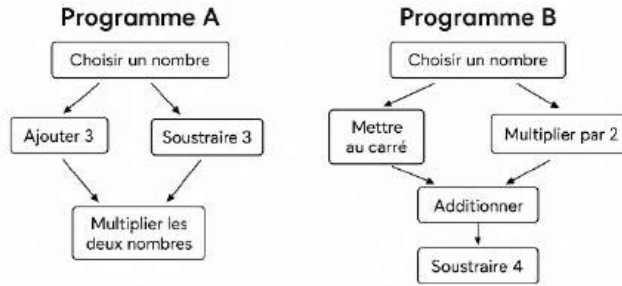 Programme A
Choisir un nombre
Ajouter 3
Soustraire 3
Multiplier les
deux nombres
Programme B
Choisir un nombre
Mettre
au carré
Multiplier par 2
Additionner
Soustraire 4